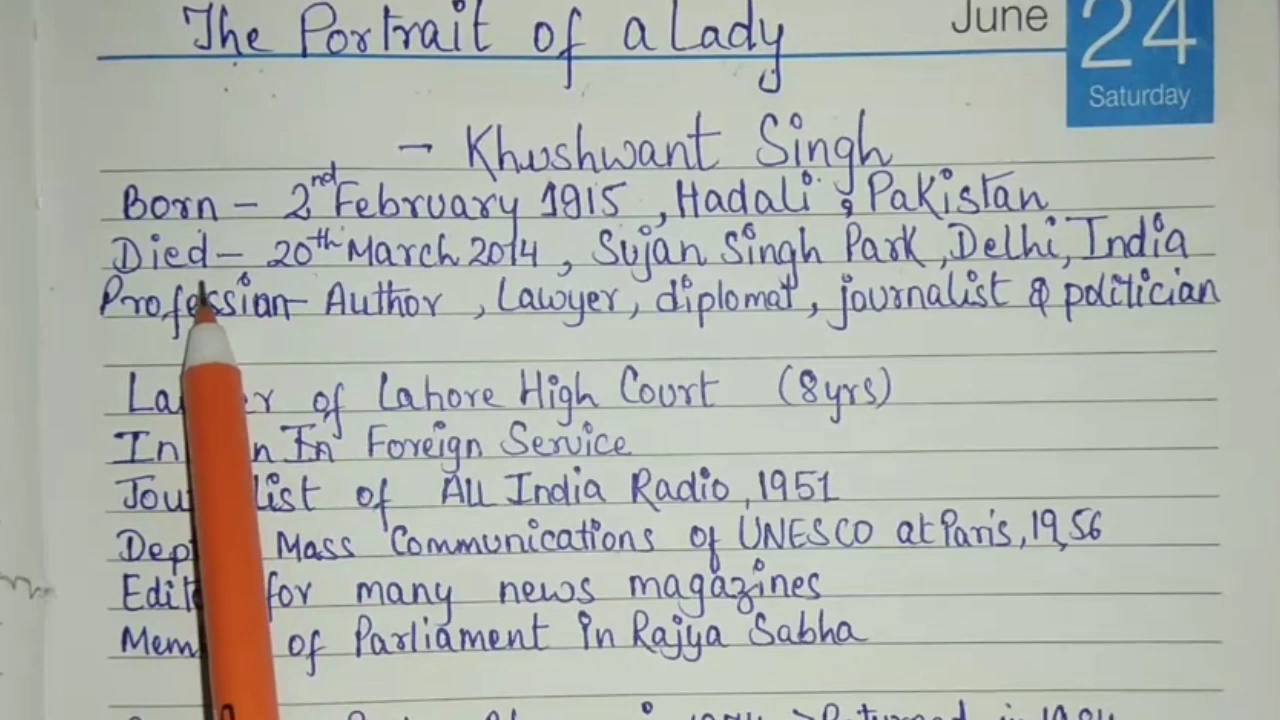 The Portrait of a Lady
June 24
Saturday
- Khushwant Singh
Born - 2nd February 1915, Hadali, Pakistan
Died - 20th March 2014, Sujan Singh Park, Delhi, India
Profession - Author, Lawyer, diplomat, journalist & politician
of Lahore High Court (8yrs)
In Foreign Service
of All India Radio, 1951
Mass Communications of UNESCO at Paris, 1956
for many news magazines
of Parliament in Rajya Sabha
Returned in